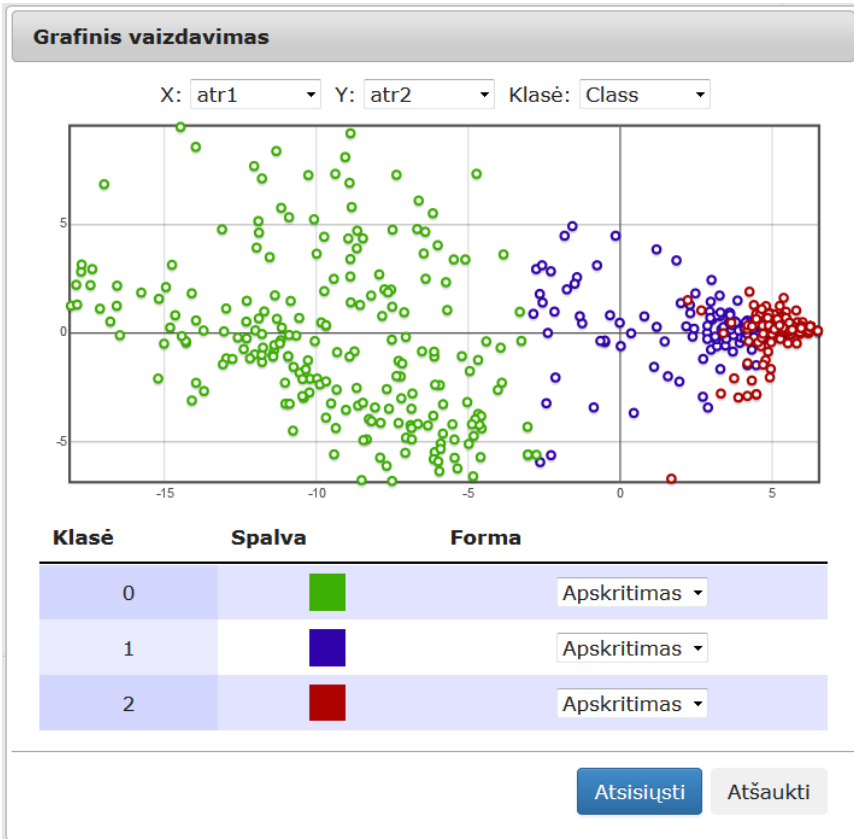 Grafinis vaizdavimas
X: atr1 Y: atr2 Klasė: Class
5
0
-5
-15 -10 -5 0 5
Klasė Spalva Forma
0 Apskritimas
1 Apskritimas
2 Apskritimas
Atsisiųsti Atšaukti